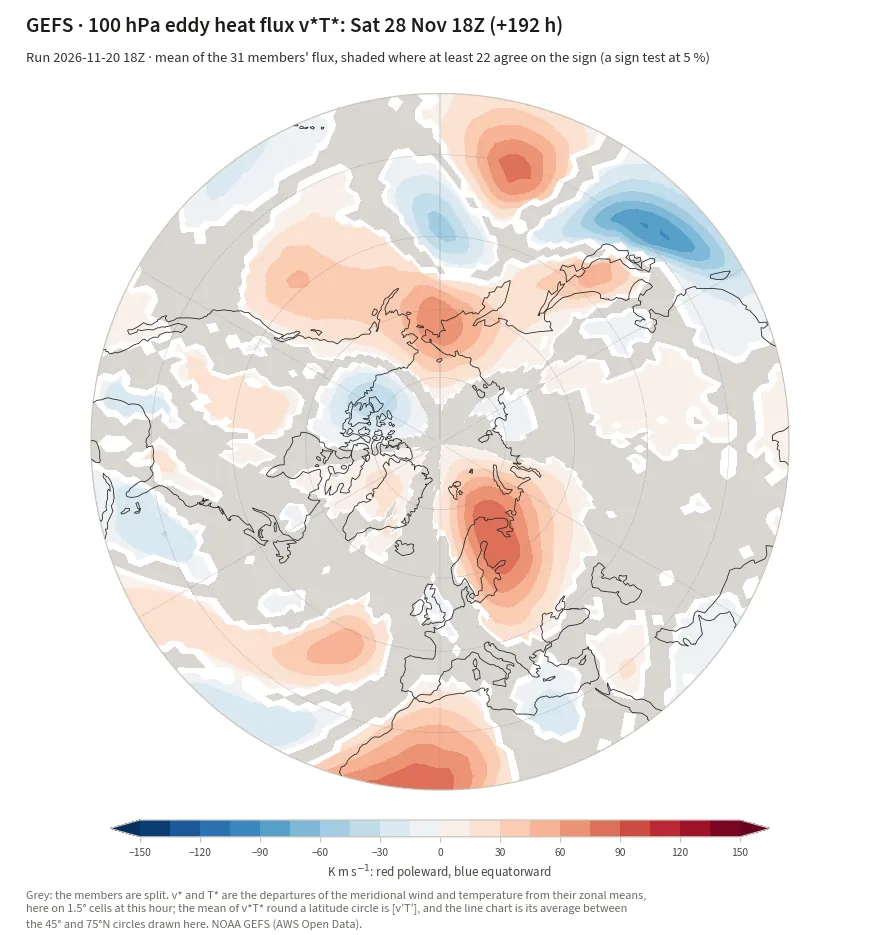 GEFS · 100 hPa eddy heat flux v*T*: Sat 28 Nov 18Z (+192 h)
Run 2026-11-20 18Z · mean of the 31 members' flux, shaded where at least 22 agree on the sign (a sign test at 5 %)
−150 −120 −90 −60 −30 0 30 60 90 120 150
K m s⁻¹: red poleward, blue equatorward
Grey: the members are split. v* and T* are the departures of the meridional wind and temperature from their zonal means,
here on 1.5° cells at this hour; the mean of v*T* round a latitude circle is [v′T′], and the line chart is its average between
the 45° and 75°N circles drawn here. NOAA GEFS (AWS Open Data).